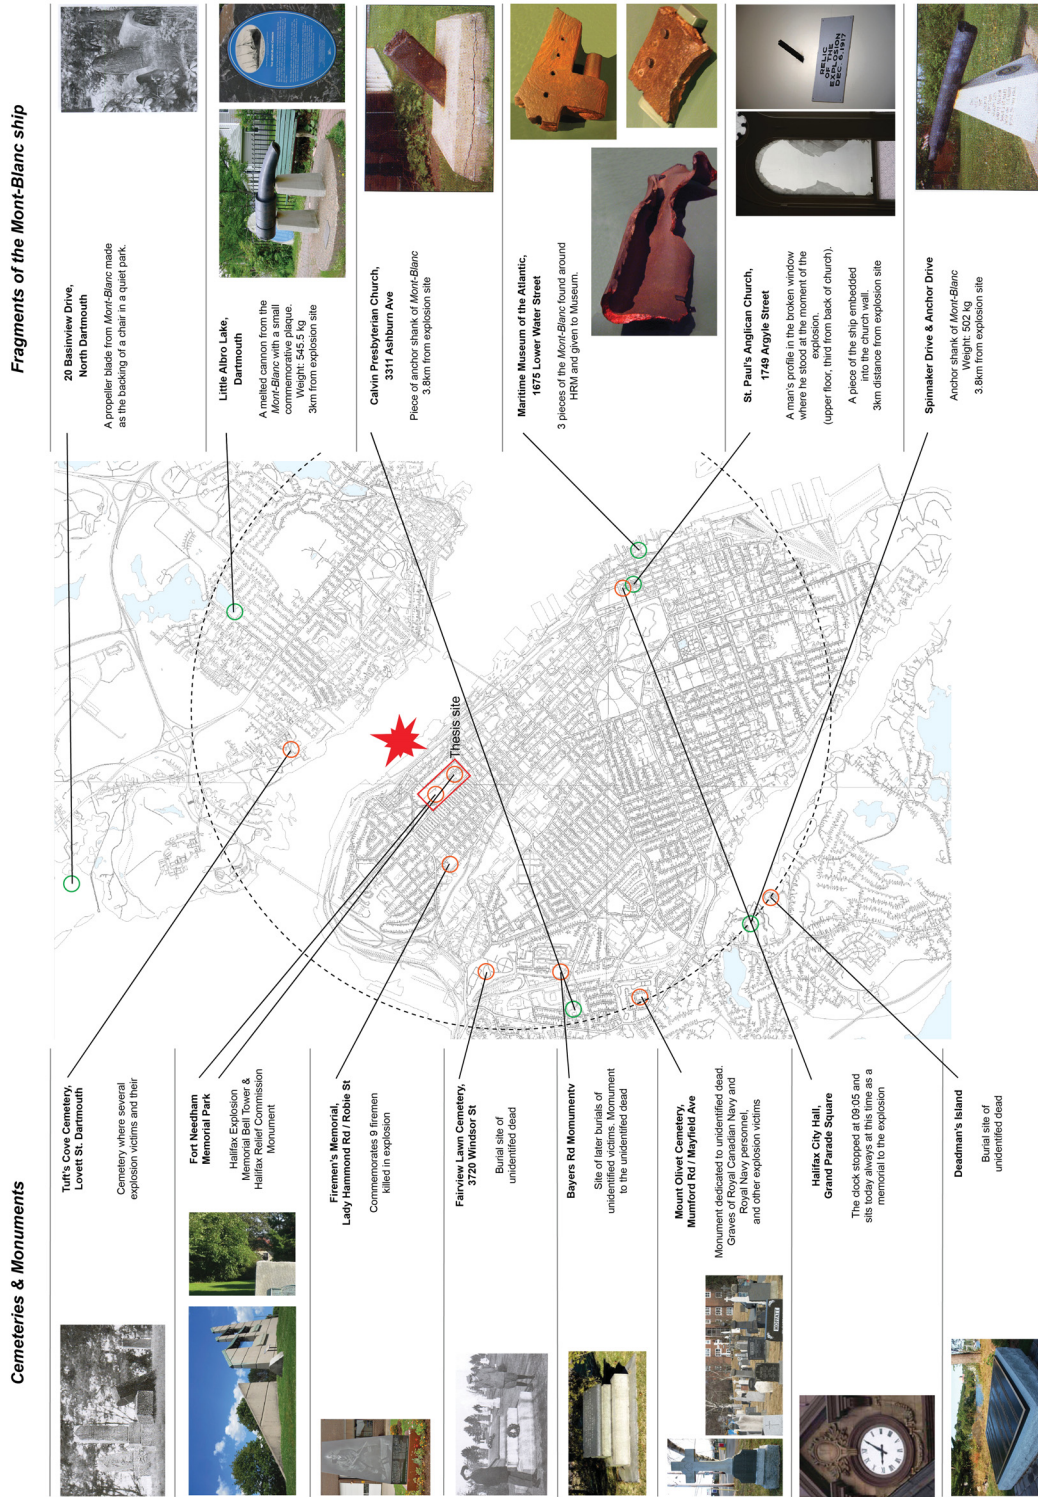 Cemeteries & Monuments
Tuft's Cove Cemetery,
Lovett St. Dartmouth
Cemetery where several
explosion victims and their
Fort Needham
Memorial Park
Halifax Explosion
Memorial Bell Tower &
Halifax Relief Commission
Monument
Firemen's Memorial,
Lady Hammond Rd / Robie St
Commemorates 9 firemen
killed in explosion
Fairview Lawn Cemetery,
3720 Windsor St
Burial site of
unidentifed dead
Bayers Rd Monumentv
Site of later burials of
unidentified victims. Momument
to the unidentifed dead
Mount Olivet Cemetery,
Mumford Rd / Mayfield Ave
Monument dedicated to unidentified dead.
Graves of Royal Canadian Navy and
Royal Navy personnel,
and other explosion victims
Halifax City Hall,
Grand Parade Square
The clock stopped at 09:05 and
sits today always at this time as a
memorial to the explosion
Deadman's Island
Burial site of
unidentifed dead
Thesis site
Fragments of the Mont-Blanc ship
20 Basinview Drive,
North Dartmouth
A propeller blade from Mont-Blanc made
as the backing of a chair in a quiet park.
Little Albro Lake,
Dartmouth
A melted cannon from the
Mont-Blanc with a small
commemorative plaque.
Weight: 545.5 kg
3km from explosion site
Calvin Presbyterian Church,
3311 Ashburn Ave
Piece of anchor shank of Mont-Blanc
3.8km from explosion site
Maritime Museum of the Atlantic,
1675 Lower Water Street
3 pieces of the Mont-Blanc found around
HRM and given to Museum.
St. Paul's Anglican Church,
1749 Argyle Street
A man's profile in the broken window
where he stood at the moment of the
explosion.
(upper floor, third from back of church).
A piece of the ship embedded
into the church wall.
3km distance from explosion site
RELIC
OF THE
EXPLOSION
DEC. 6. 1917
Spinnaker Drive & Anchor Drive
Anchor shank of Mont-Blanc
Weight: 502 kg
3.8km from explosion site